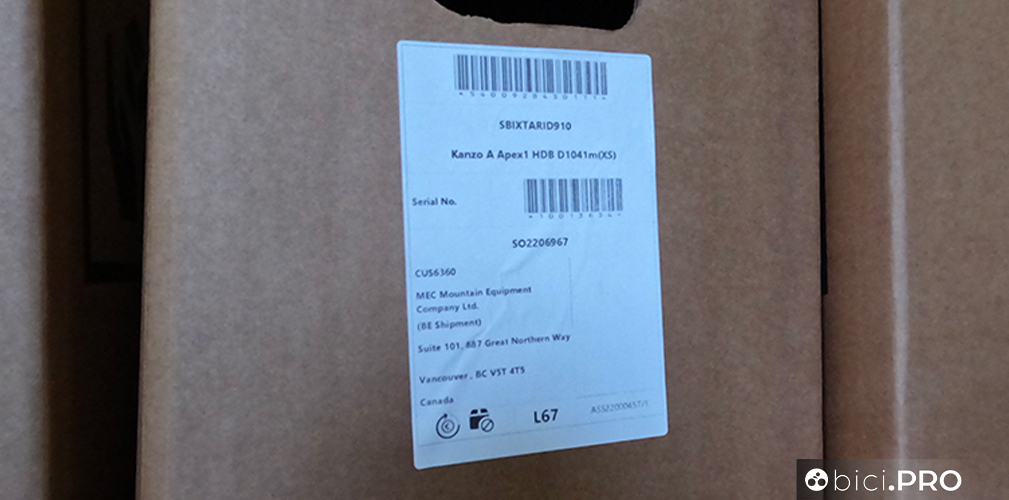 SBIXTARID910
Kanzo A Apex1 HDB D1041m(XS)
Serial No.
SO2206967
CUS6360
MEC Mountain Equipment
Company Ltd.
(BE Shipment)
Suite 101, 887 Great Northern Way
Vancouver , BC V5T 4T5
Canada
L67
bici.PRO